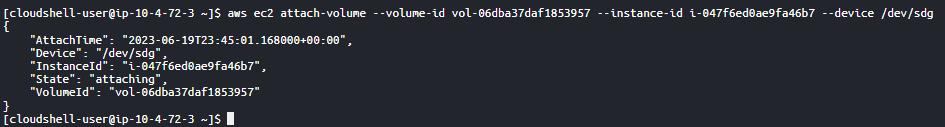 [cloudshell-user@ip-10-4-72-3 ~]$ aws ec2 attach-volume --volume-id vol-06dba37daf1853957 --instance-id i-047f6ed0ae9fa46b7 --device /dev/sdg
{
    "AttachTime": "2023-06-19T23:45:01.168000+00:00",
    "Device": "/dev/sdg",
    "InstanceId": "i-047f6ed0ae9fa46b7",
    "State": "attaching",
    "VolumeId": "vol-06dba37daf1853957"
}
[cloudshell-user@ip-10-4-72-3 ~]$